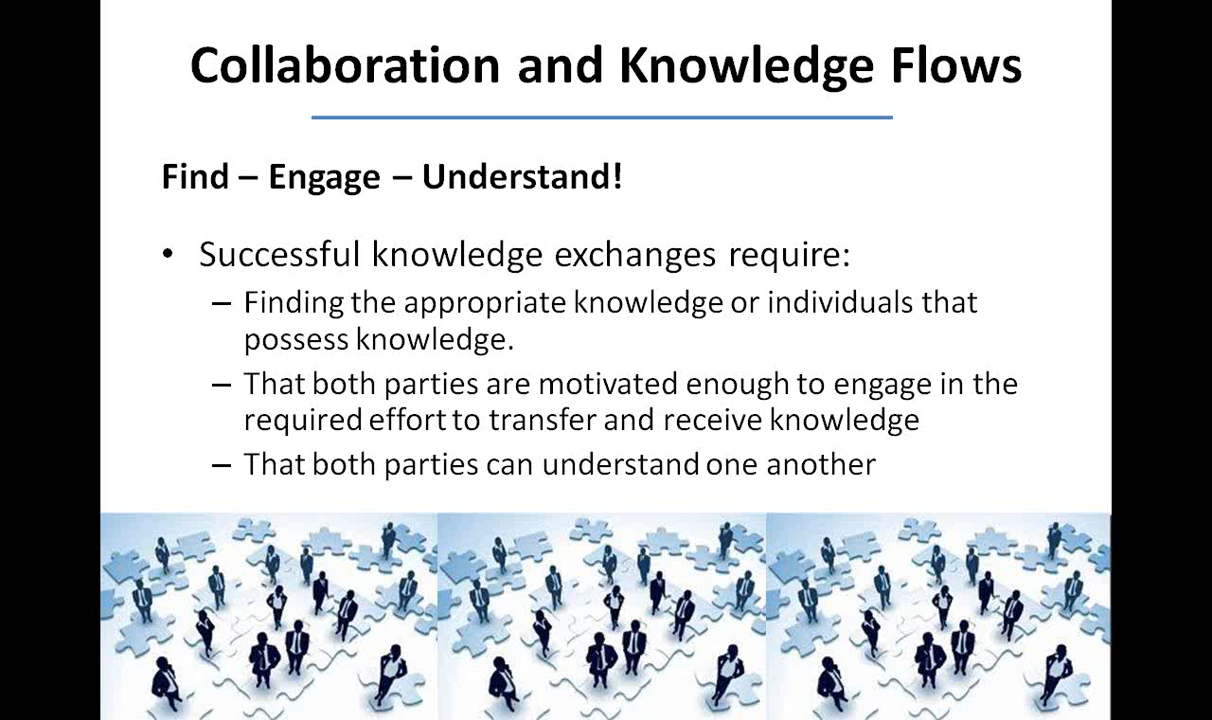 Collaboration and Knowledge Flows
Find – Engage – Understand!
• Successful knowledge exchanges require:
– Finding the appropriate knowledge or individuals that
possess knowledge.
– That both parties are motivated enough to engage in the
required effort to transfer and receive knowledge
– That both parties can understand one another